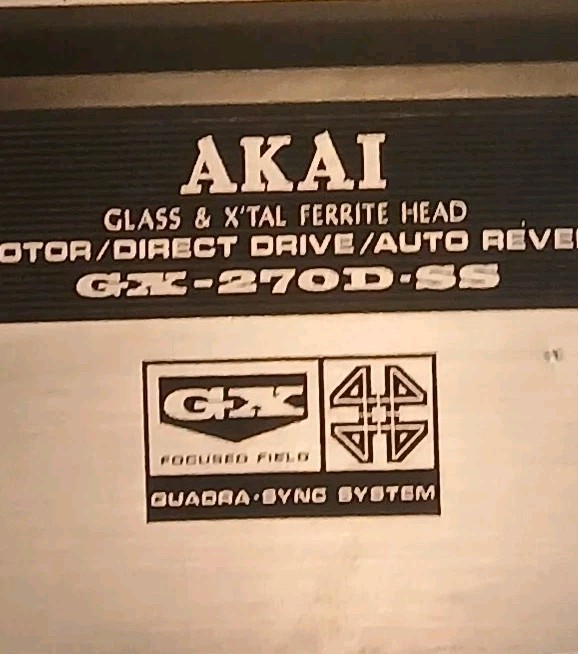 AKAI
GLASS & X'TAL FERRITE HEAD
OTOR/DIRECT DRIVE/AUTO REVE
GX-270D-SS
GX
FOCUSED FIELD
QUADRA-SYNC SYSTEM